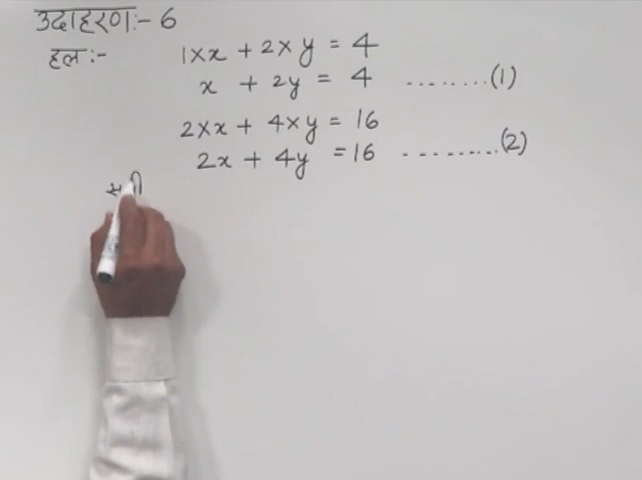 उदाहरण:- 6
हल:- 1×x + 2×y = 4
x + 2y = 4 ........(1)
2×x + 4×y = 16
2x + 4y = 16 .........(2)